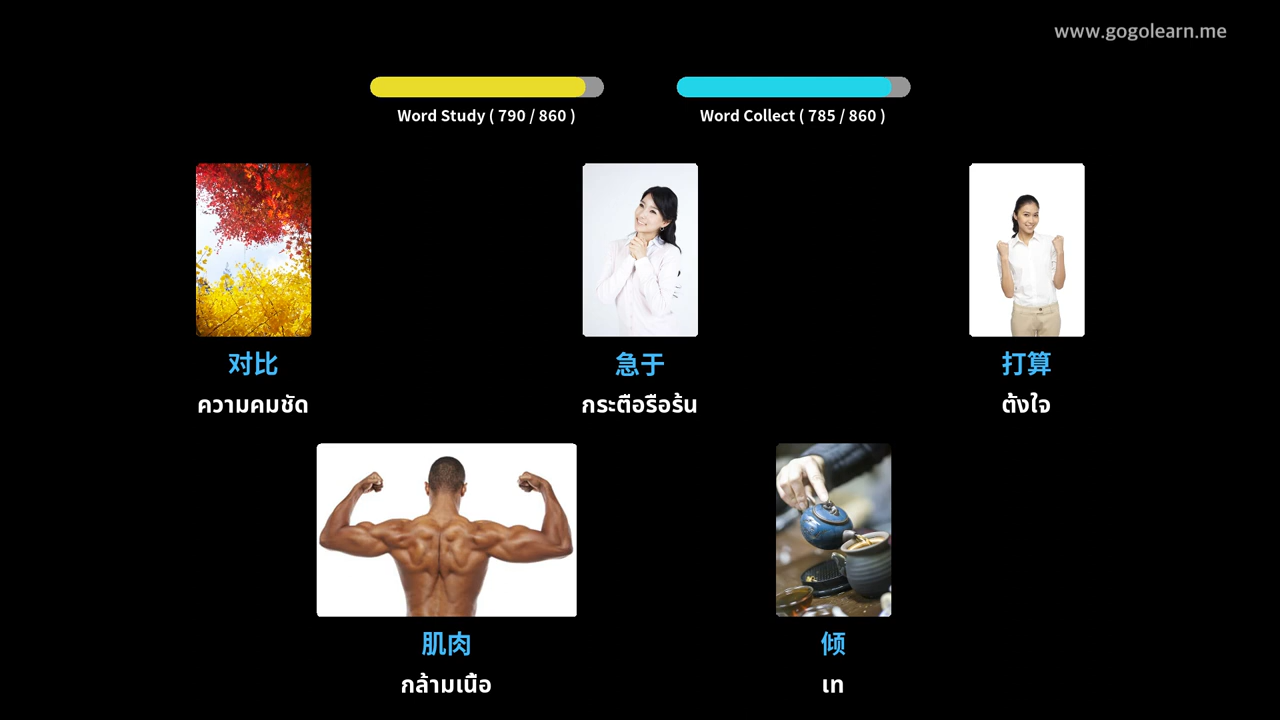 www.gogolearn.me
Word Study ( 790 / 860 )
Word Collect ( 785 / 860 )
对比
ความคมชัด
急于
กระตือรือร้น
打算
ตั้งใจ
肌肉
กล้ามเนื้อ
倾
เท